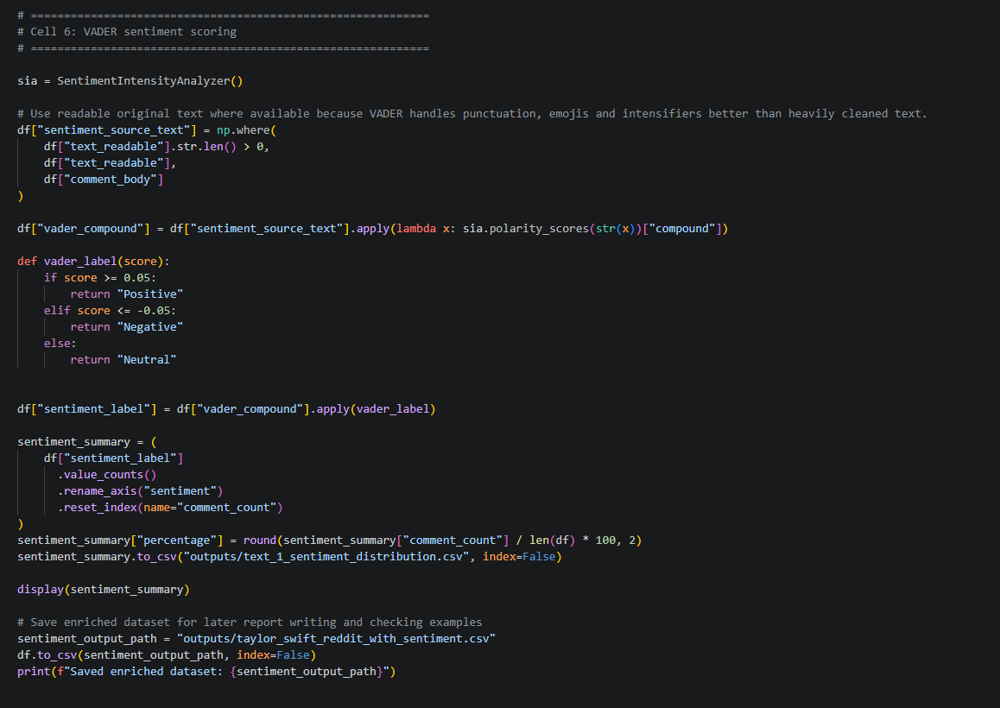 # ============================================================
# Cell 6: VADER sentiment scoring
# ============================================================

sia = SentimentIntensityAnalyzer()

# Use readable original text where available because VADER handles punctuation, emojis and intensifiers better than heavily cleaned text.
df["sentiment_source_text"] = np.where(
    df["text_readable"].str.len() > 0,
    df["text_readable"],
    df["comment_body"]
)

df["vader_compound"] = df["sentiment_source_text"].apply(lambda x: sia.polarity_scores(str(x))["compound"])

def vader_label(score):
    if score >= 0.05:
        return "Positive"
    elif score <= -0.05:
        return "Negative"
    else:
        return "Neutral"


df["sentiment_label"] = df["vader_compound"].apply(vader_label)

sentiment_summary = (
    df["sentiment_label"]
      .value_counts()
      .rename_axis("sentiment")
      .reset_index(name="comment_count")
)
sentiment_summary["percentage"] = round(sentiment_summary["comment_count"] / len(df) * 100, 2)
sentiment_summary.to_csv("outputs/text_1_sentiment_distribution.csv", index=False)

display(sentiment_summary)

# Save enriched dataset for later report writing and checking examples
sentiment_output_path = "outputs/taylor_swift_reddit_with_sentiment.csv"
df.to_csv(sentiment_output_path, index=False)
print(f"Saved enriched dataset: {sentiment_output_path}")